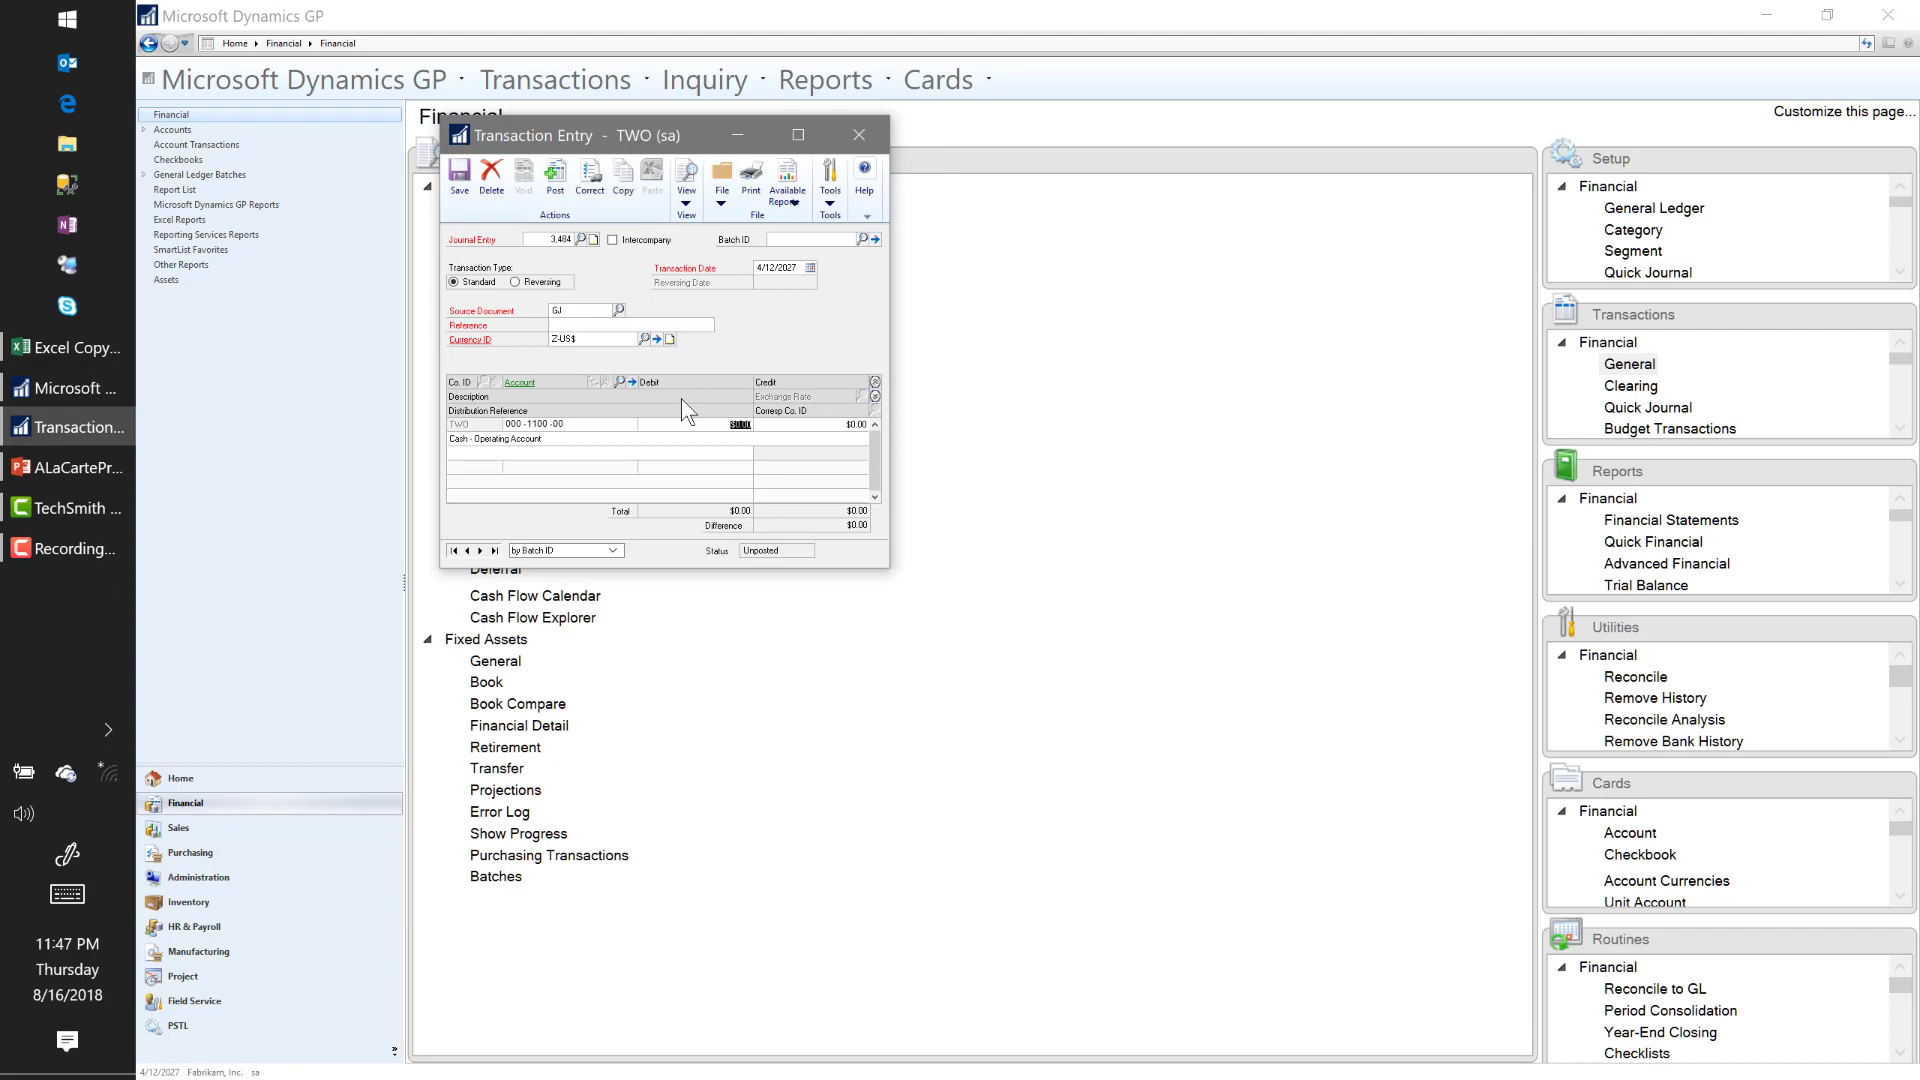 Microsoft Dynamics GP
Home Financial Financial
Microsoft Dynamics GP Transactions Inquiry Reports Cards
Financial
Accounts
Account Transactions
Checkbooks
General Ledger Batches
Report List
Microsoft Dynamics GP Reports
Excel Reports
Reporting Services Reports
SmartList Favorites
Other Reports
Assets
Home
Financial
Sales
Purchasing
Administration
Inventory
HR & Payroll
Manufacturing
Project
Field Service
PSTL
4/12/2027 Fabrikam, Inc. sa
Excel Copy...
Microsoft ...
Transaction...
ALaCartePr...
TechSmith ...
Recording...
11:47 PM
Thursday
8/16/2018
Customize this page...
Transaction Entry - TWO (sa)
Save Delete Void Post Correct Copy Paste View File Print Available Reports Tools Help
Actions View File Tools
Journal Entry 3,484 Intercompany Batch ID
Transaction Type: Transaction Date 4/12/2027
Standard Reversing Reversing Date
Source Document GJ
Reference
Currency ID Z-US$
Co. ID Account Debit Credit
Description Exchange Rate
Distribution Reference Corresp Co. ID
TWO 000 -1100 -00 $0.00 $0.00
Cash - Operating Account
Total $0.00 $0.00
Difference $0.00
by Batch ID Status Unposted
Deferral
Cash Flow Calendar
Cash Flow Explorer
Fixed Assets
General
Book
Book Compare
Financial Detail
Retirement
Transfer
Projections
Error Log
Show Progress
Purchasing Transactions
Batches
Setup
Financial
General Ledger
Category
Segment
Quick Journal
Transactions
Financial
General
Clearing
Quick Journal
Budget Transactions
Reports
Financial
Financial Statements
Quick Financial
Advanced Financial
Trial Balance
Utilities
Financial
Reconcile
Remove History
Reconcile Analysis
Remove Bank History
Cards
Financial
Account
Checkbook
Account Currencies
Unit Account
Routines
Financial
Reconcile to GL
Period Consolidation
Year-End Closing
Checklists